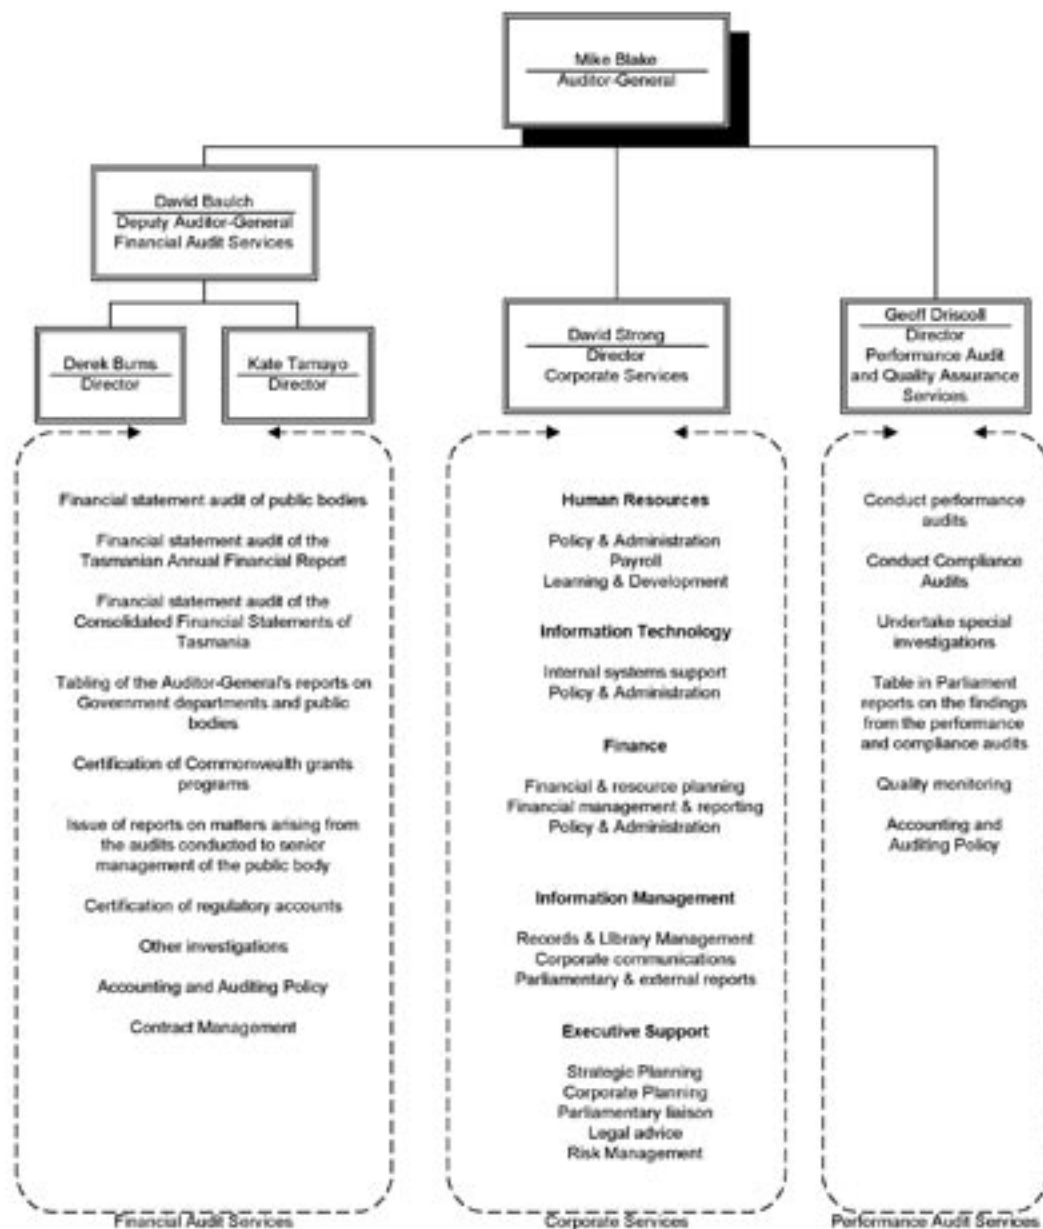 Mike Blake
Auditor-General
David Baulch
Deputy Auditor-General
Financial Audit Services
Derek Burns
Director
Kate Tamayo
Director
David Strong
Director
Corporate Services
Geoff Driscoll
Director
Performance Audit
and Quality Assurance
Services
Financial statement audit of public bodies
Financial statement audit of the
Tasmanian Annual Financial Report
Financial statement audit of the
Consolidated Financial Statements of
Tasmania
Tabling of the Auditor-General's reports on
Government departments and public
bodies
Certification of Commonwealth grants
programs
Issue of reports on matters arising from
the audits conducted to senior
management of the public body
Certification of regulatory accounts
Other investigations
Accounting and Auditing Policy
Contract Management
Financial Audit Services
Human Resources
Policy & Administration
Payroll
Learning & Development
Information Technology
Internal systems support
Policy & Administration
Finance
Financial & resource planning
Financial management & reporting
Policy & Administration
Information Management
Records & Library Management
Corporate communications
Parliamentary & external reports
Executive Support
Strategic Planning
Corporate Planning
Parliamentary liaison
Legal advice
Risk Management
Corporate Services
Conduct performance
audits
Conduct Compliance
Audits
Undertake special
investigations
Table in Parliament
reports on the findings
from the performance
and compliance audits
Quality monitoring
Accounting and
Auditing Policy
Performance Audit Services